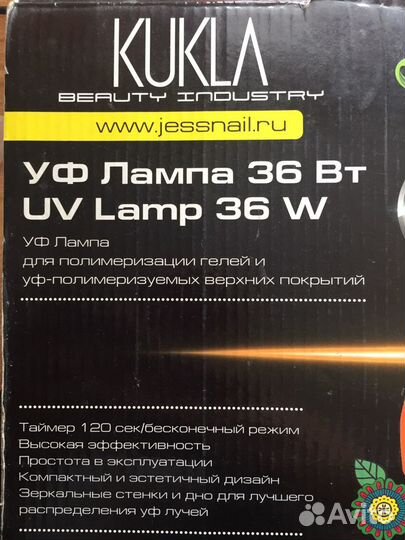 KUKLA
BEAUTY INDUSTRY
www.jessnail.ru
УФ Лампа 36 Вт
UV Lamp 36 W
УФ Лампа
для полимеризации гелей и
уф-полимеризуемых верхних покрытий
Таймер 120 сек/бесконечный режим
Высокая эффективность
Простота в эксплуатации
Компактный и эстетичный дизайн
Зеркальные стенки и дно для лучшего
распределения уф лучей
Avito